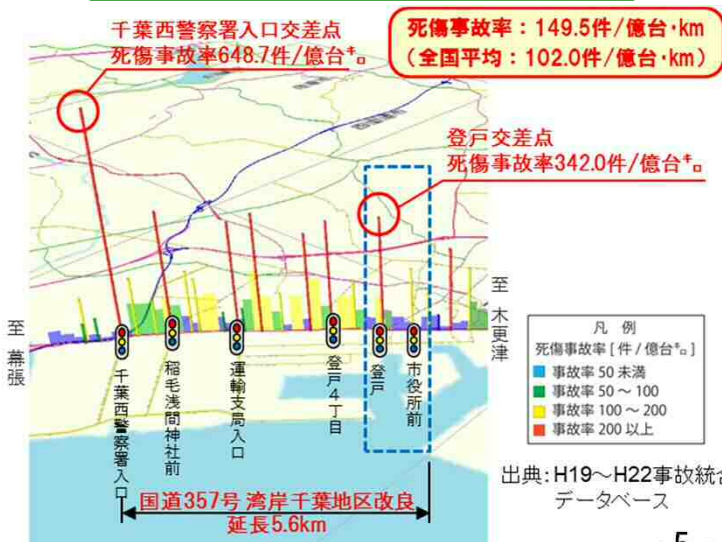 千葉西警察署入口交差点
死傷事故率648.7件/億台㌔
死傷事故率：149.5件/億台・km
（全国平均：102.0件/億台・km）
登戸交差点
死傷事故率342.0件/億台㌔
至 幕張
至 木更津
千葉西警察署入口
稲毛浅間神社前
運輸支局入口
登戸4丁目
登戸
市役所前
国道357号 湾岸千葉地区改良
延長5.6km
凡 例
死傷事故率 [ 件 / 億台㌔ ]
事故率 50 未満
事故率 50 ～ 100
事故率 100 ～ 200
事故率 200 以上
出典：H19～H22事故統合
データベース
5